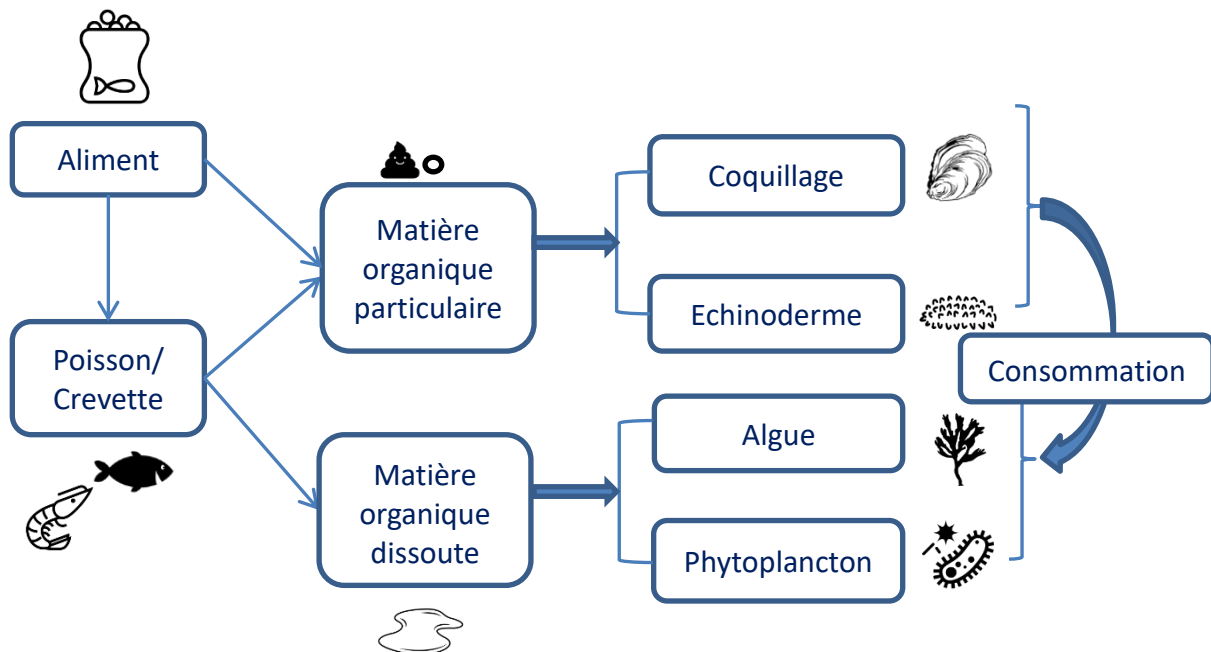 Aliment
Poisson/
Crevette
Matière
organique
particulaire
Matière
organique
dissoute
Coquillage
Echinoderme
Algue
Phytoplancton
Consommation